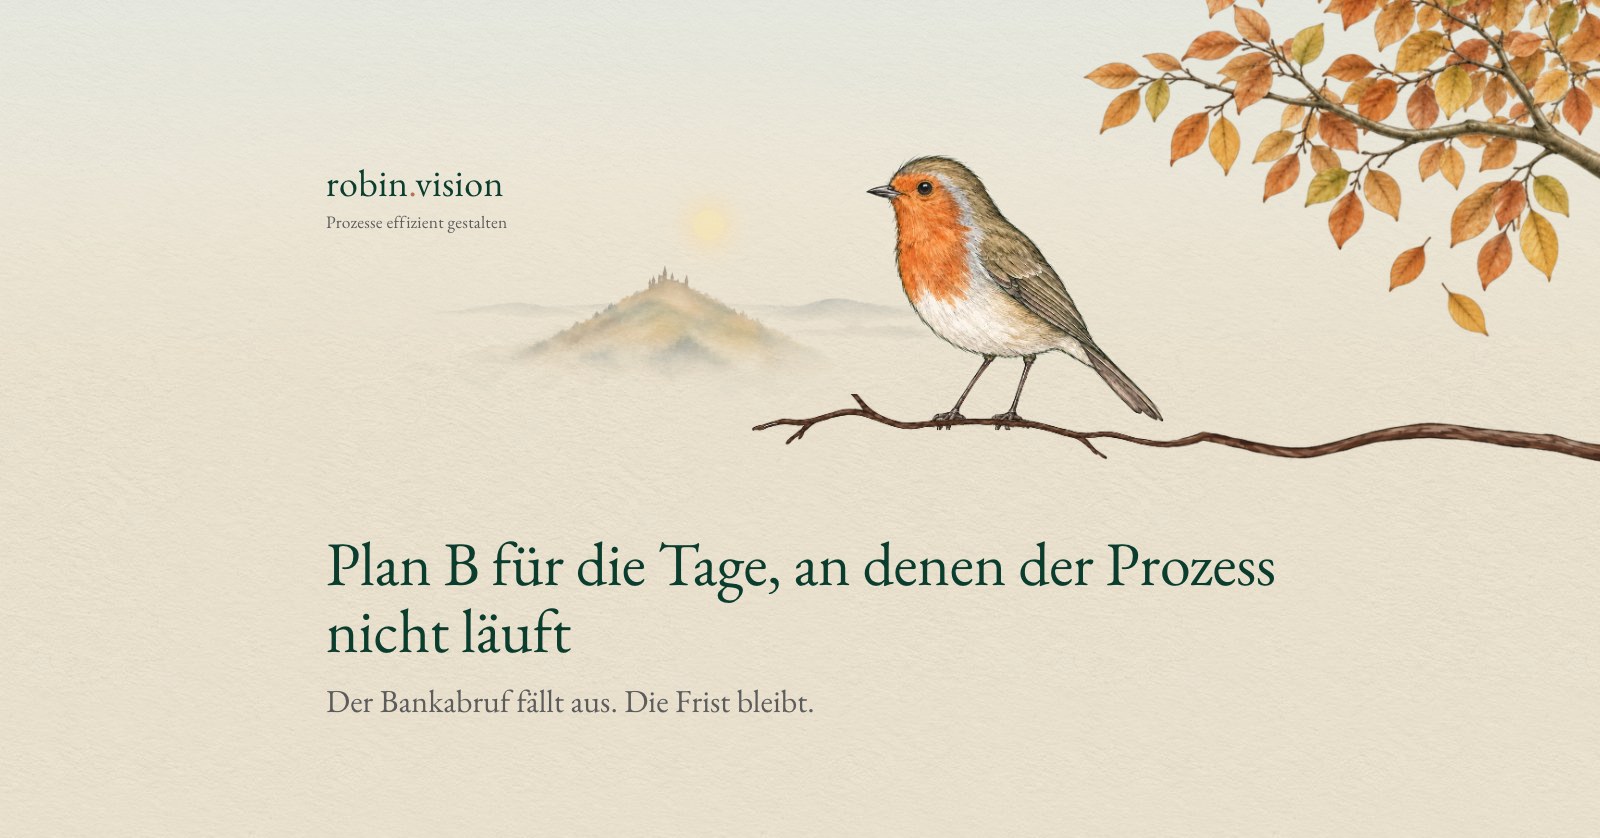 robin.vision
Prozesse effizient gestalten
Plan B für die Tage, an denen der Prozess
nicht läuft
Der Bankabruf fällt aus. Die Frist bleibt.